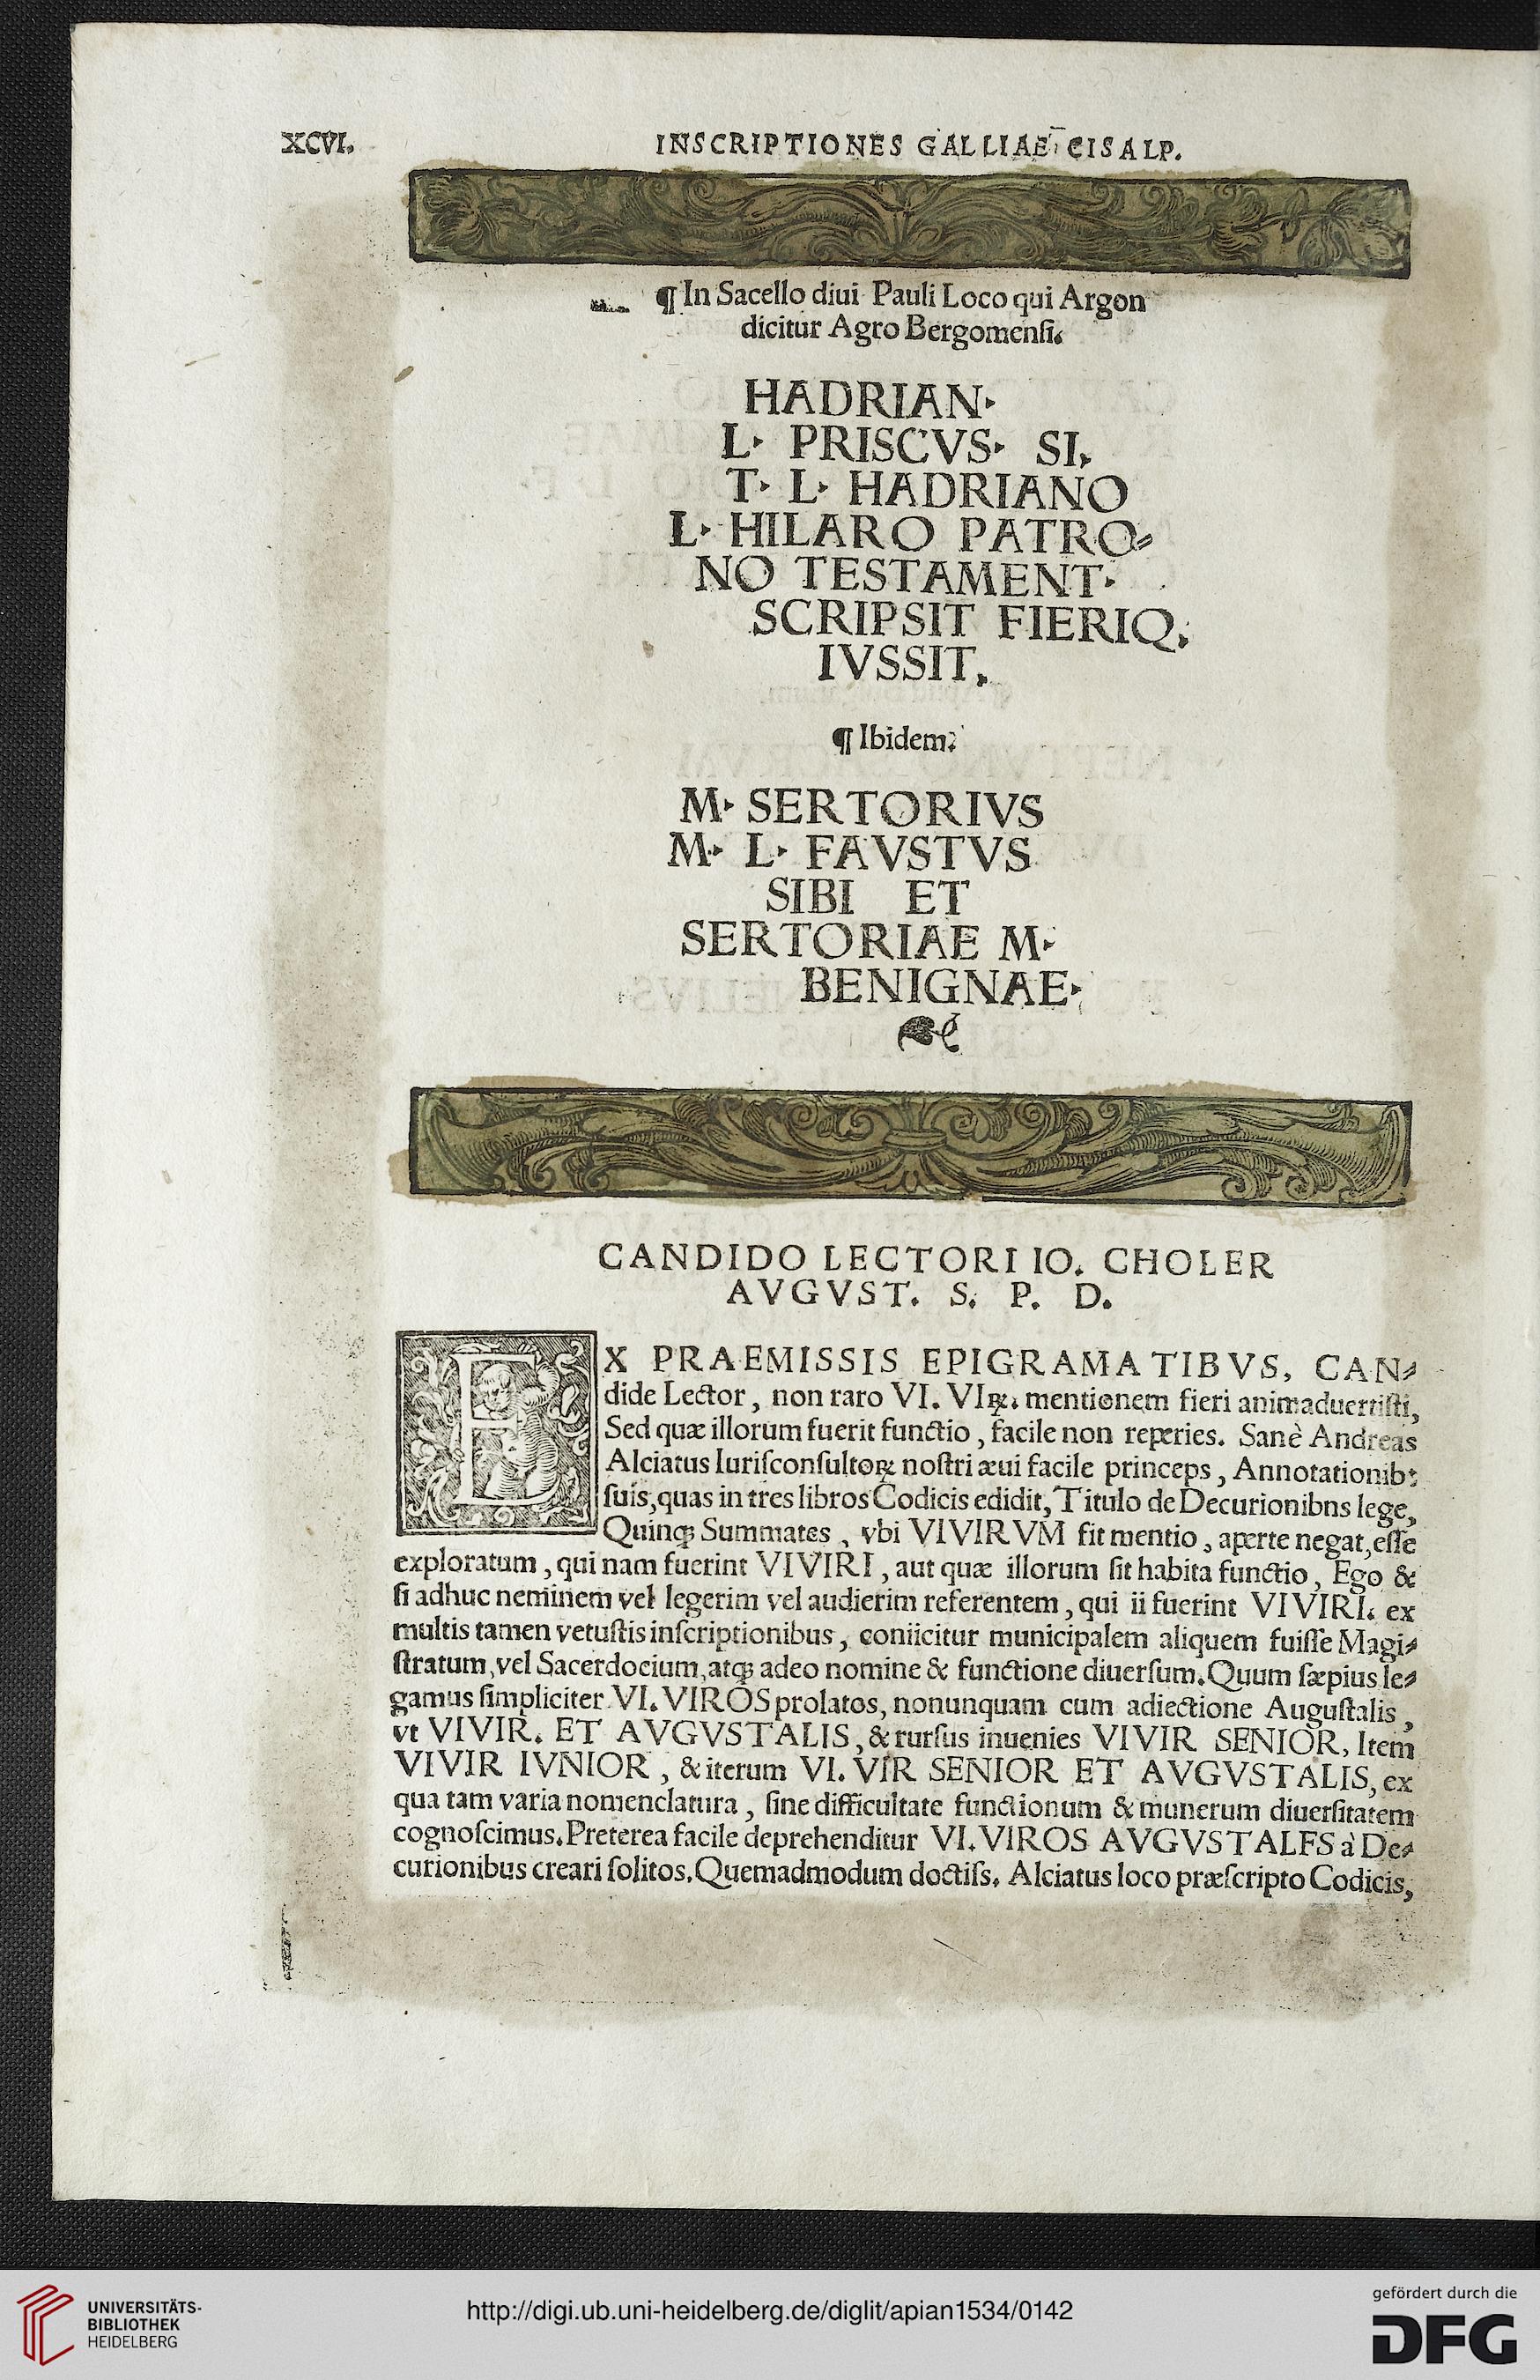 XCVI.
INSCRIPTIONES GALLIAE CISALP.
¶ In Sacello diui Pauli Loco qui Argon
dicitur Agro Bergomenſi.
HADRIAN·
L· PRISCVS· SI,
T· L· HADRIANO
L· HILARO PATRO⸗
NO TESTAMENT·
SCRIPSIT FIERIQ,
IVSSIT,
¶ Ibidem.
M· SERTORIVS
M· L· FAVSTVS
SIBI ET
SERTORIAE M·
BENIGNAE·
CANDIDO LECTORI IO. CHOLER
AVGVST. S. P. D.
EX PRAEMISSIS EPIGRAMATIBVS, CAN⸗
dide Lector, non raro VI. VIꝝ. mentionem fieri animaduertiſti,
Sed quæ illorum fuerit functio, facile non reperies. Sanè Andreas
Alciatus Iuriſconſultoꝝ noſtri æui facile princeps, Annotationib;
ſuis, quas in tres libros Codicis edidit, Titulo de Decurionibns lege,
Quinq; Summates, vbi VIVIRVM fit mentio, aperte negat, eſſe
exploratum, qui nam fuerint VIVIRI, aut quæ illorum ſit habita functio, Ego &
ſi adhuc neminem vel legerim vel audierim referentem, qui ii fuerint VIVIRI. ex
multis tamen vetuſtis inſcriptionibus, coniicitur municipalem aliquem fuiſſe Magi⸗
ſtratum, vel Sacerdocium, atq; adeo nomine & functione diuerſum. Quum ſæpius le⸗
gamus ſimpliciter VI. VIROS prolatos, nonunquam cum adiectione Auguſtalis,
vt VIVIR. ET AVGVSTALIS, & rurſus inuenies VIVIR SENIOR, Item
VIVIR IVNIOR, & iterum VI. VIR SENIOR ET AVGVSTALIS, ex
qua tam varia nomenclatura, ſine difficultate functionum & munerum diuerſitatem
cognoſcimus. Preterea facile deprehenditur VI. VIROS AVGVSTALES à De⸗
curionibus creari ſolitos. Quemadmodum doctiſs. Alciatus loco præſcripto Codicis,
UNIVERSITÄTS-
BIBLIOTHEK
HEIDELBERG
http://digi.ub.uni-heidelberg.de/diglit/apian1534/0142
gefördert durch die
DFG